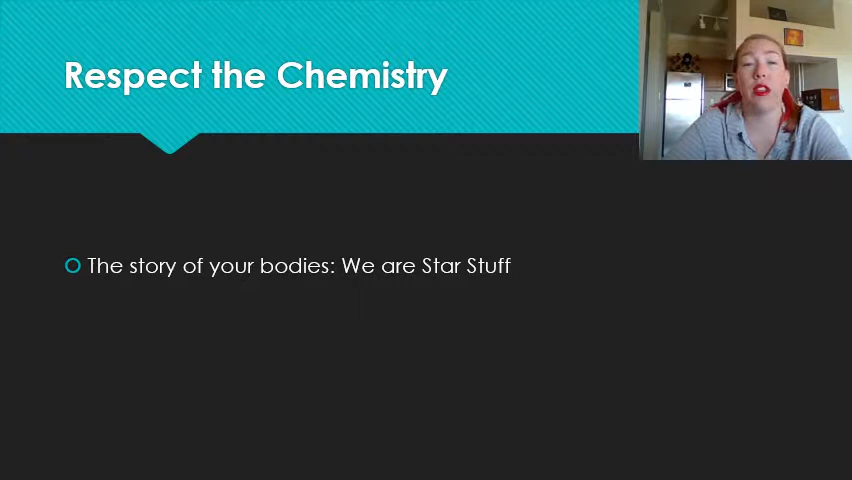 Respect the Chemistry
The story of your bodies: We are Star Stuff